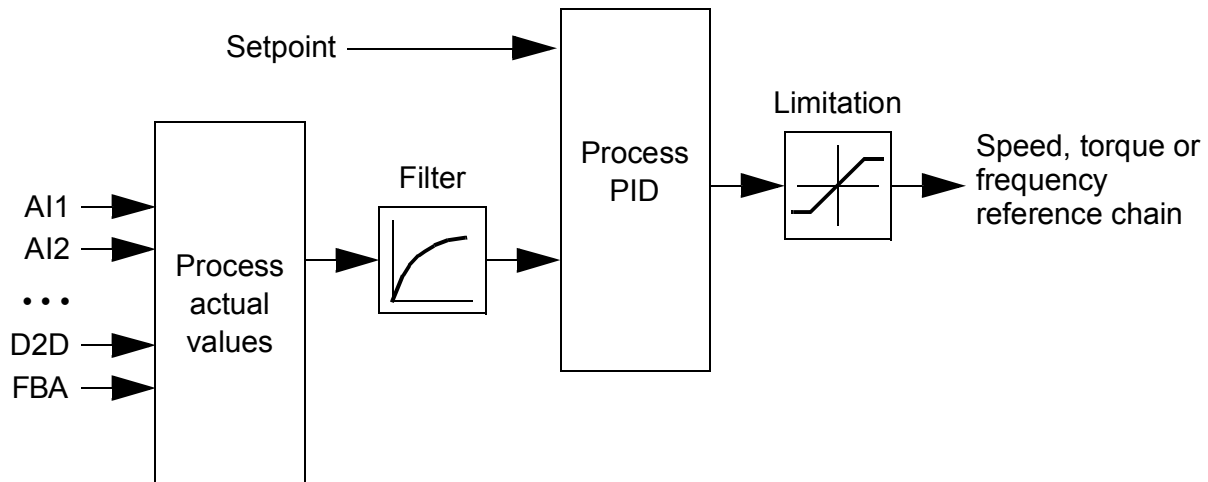 Setpoint
Limitation
Process
PID
Speed, torque or
frequency
reference chain
Filter
AI1
AI2
• • •
D2D
FBA
Process
actual
values